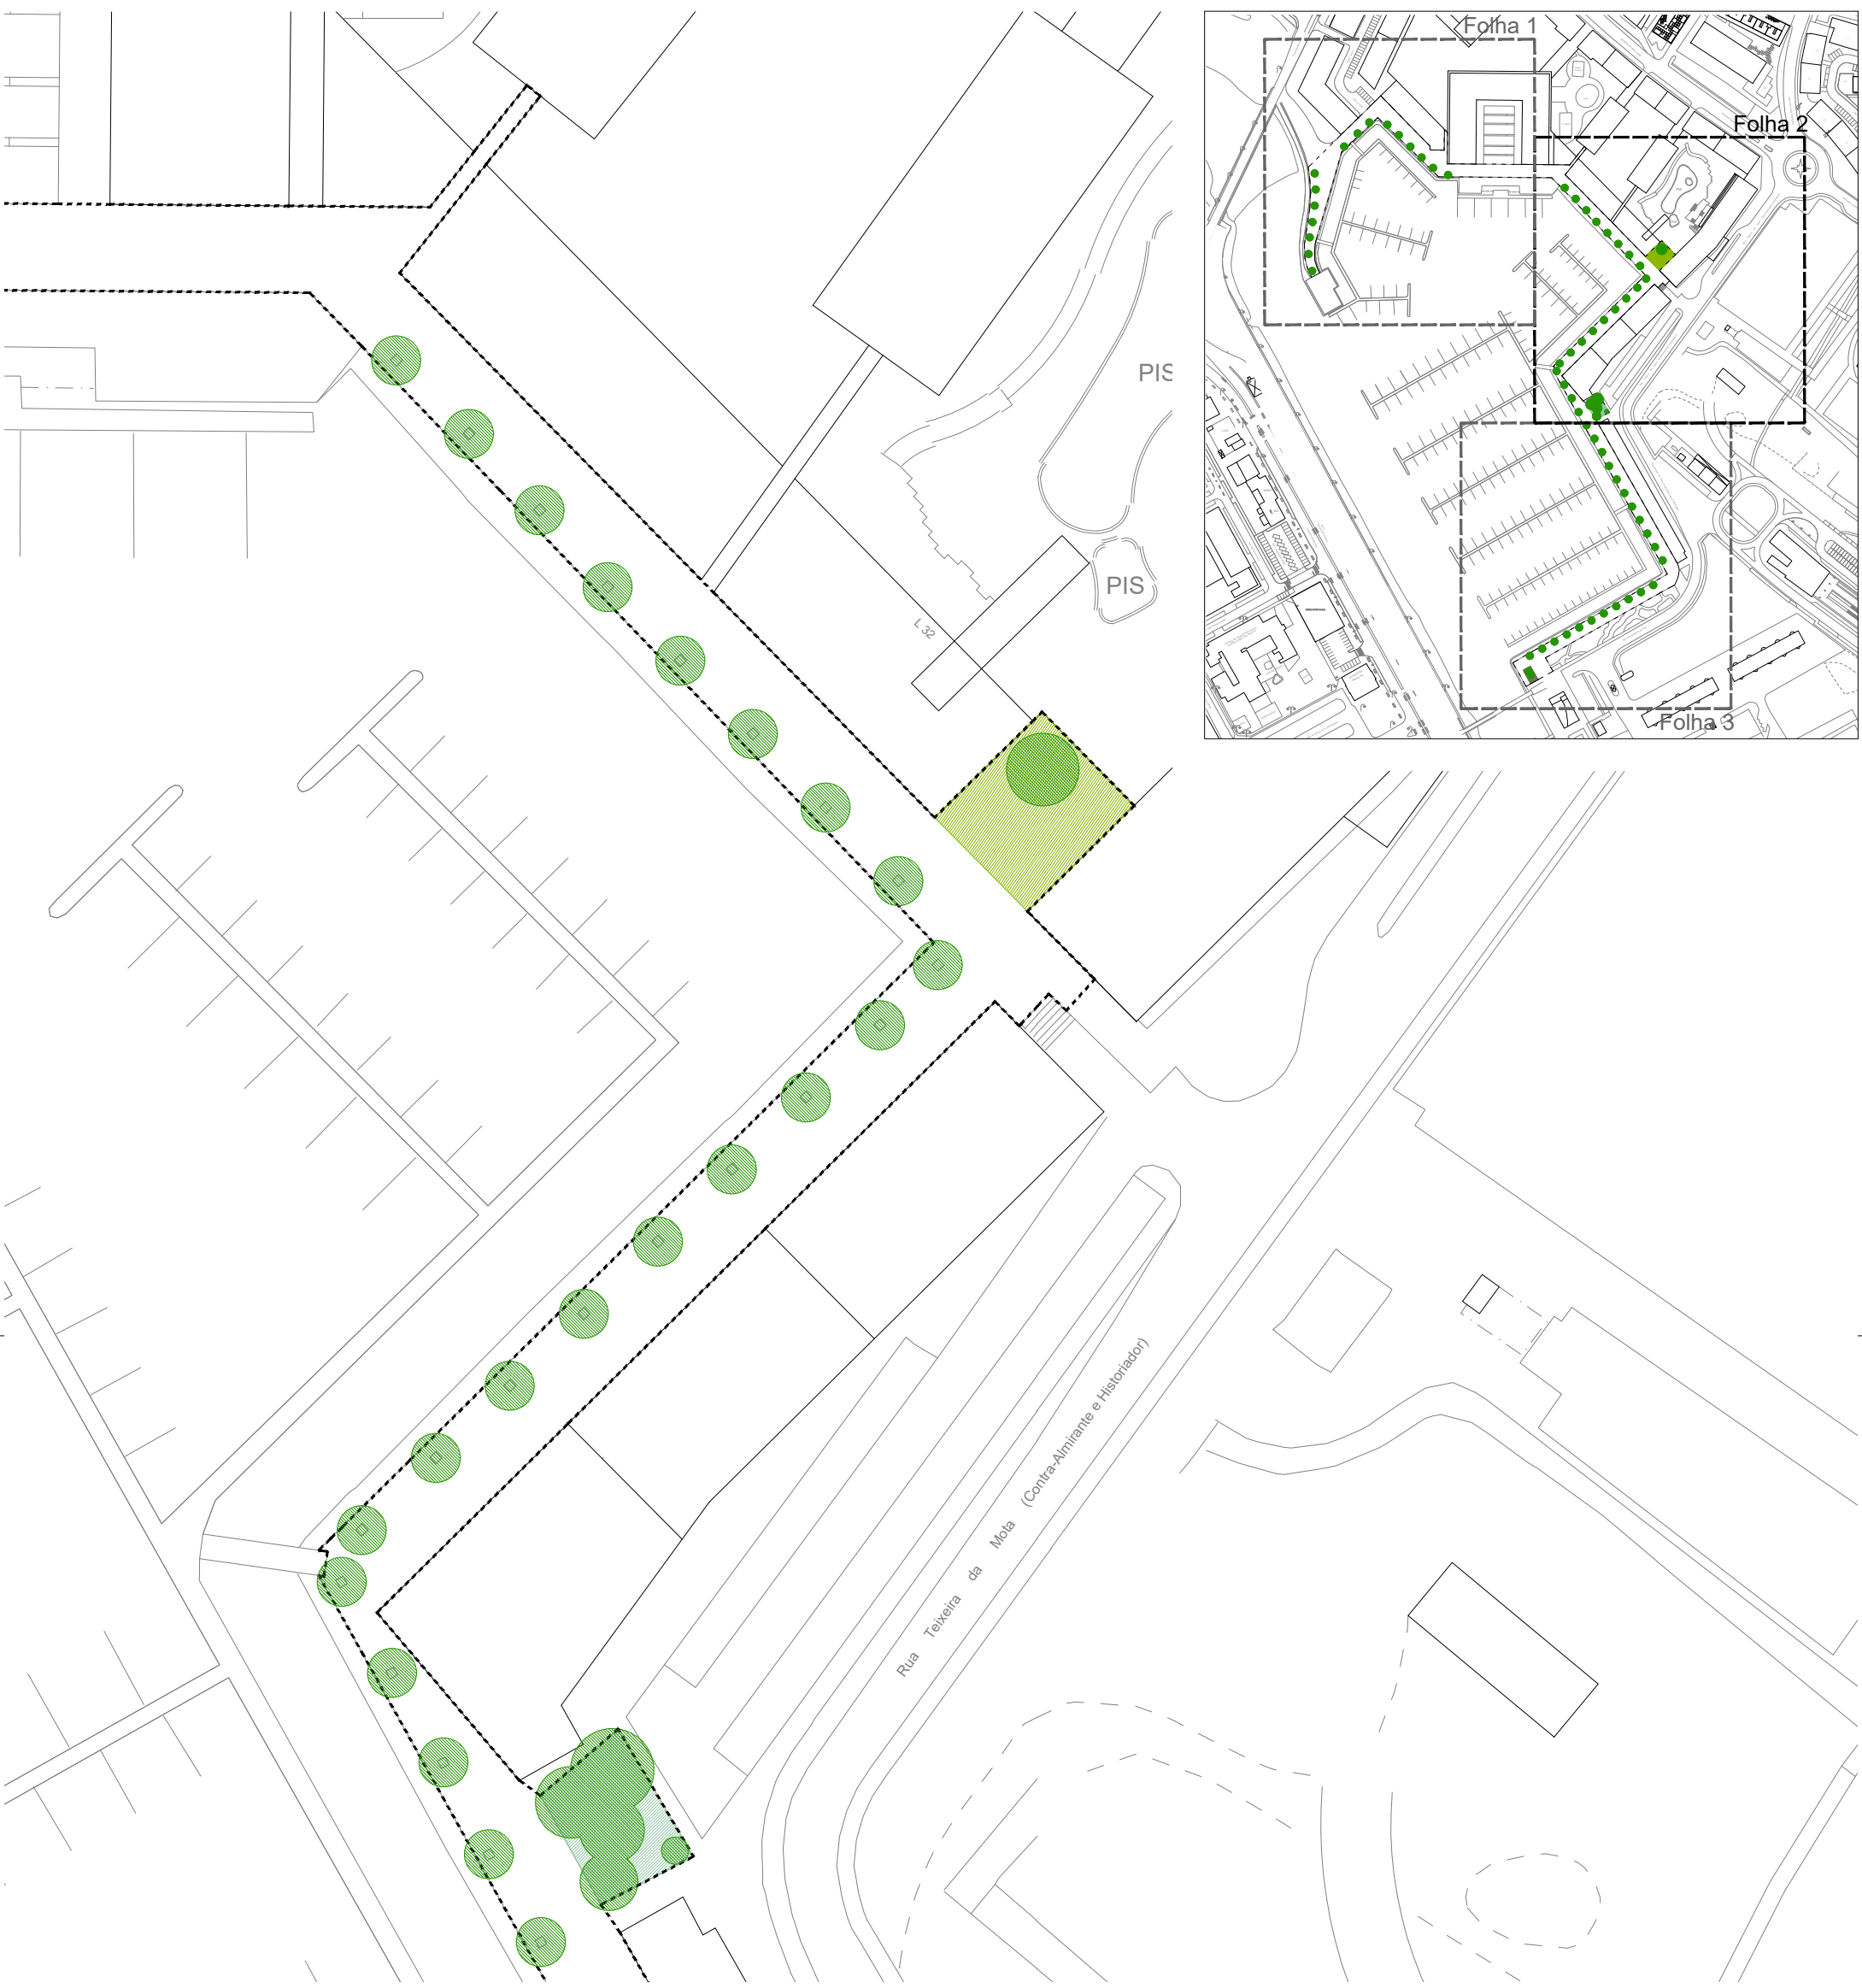 Folha 1
Folha 2
PIS
PIS
L 32
Folha 3
Rua Teixeira da Mota (Contra-Almirante e Historiador)